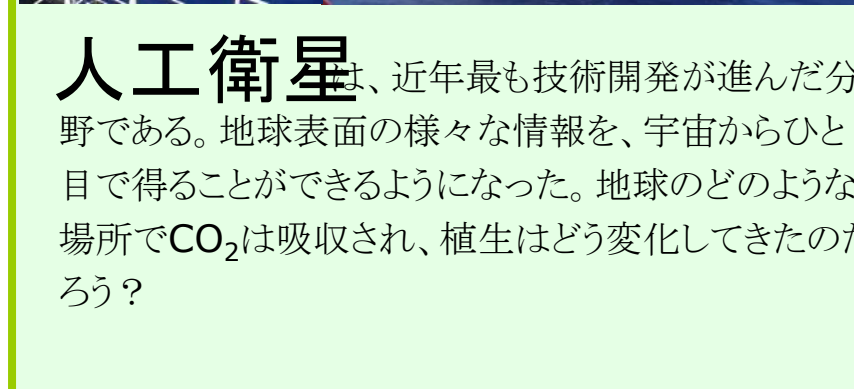 人工衛星は、近年最も技術開発が進んだ分
野である。地球表面の様々な情報を、宇宙からひと
目で得ることができるようになった。地球のどのような
場所でCO₂は吸収され、植生はどう変化してきたのだ
ろう？